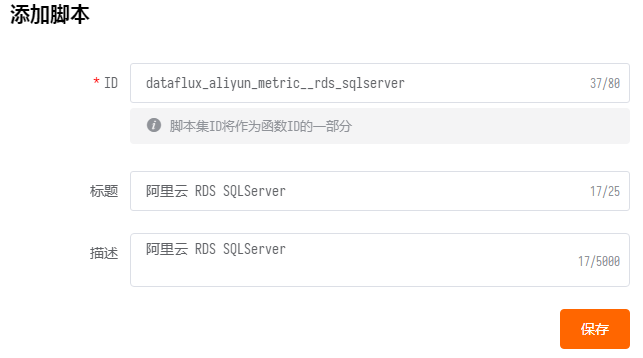 添加脚本
* ID dataflux_aliyun_metric__rds_sqlserver 37/80
脚本集ID将作为函数ID的一部分
标题 阿里云 RDS SQLServer 17/25
描述 阿里云 RDS SQLServer 17/5000
保存